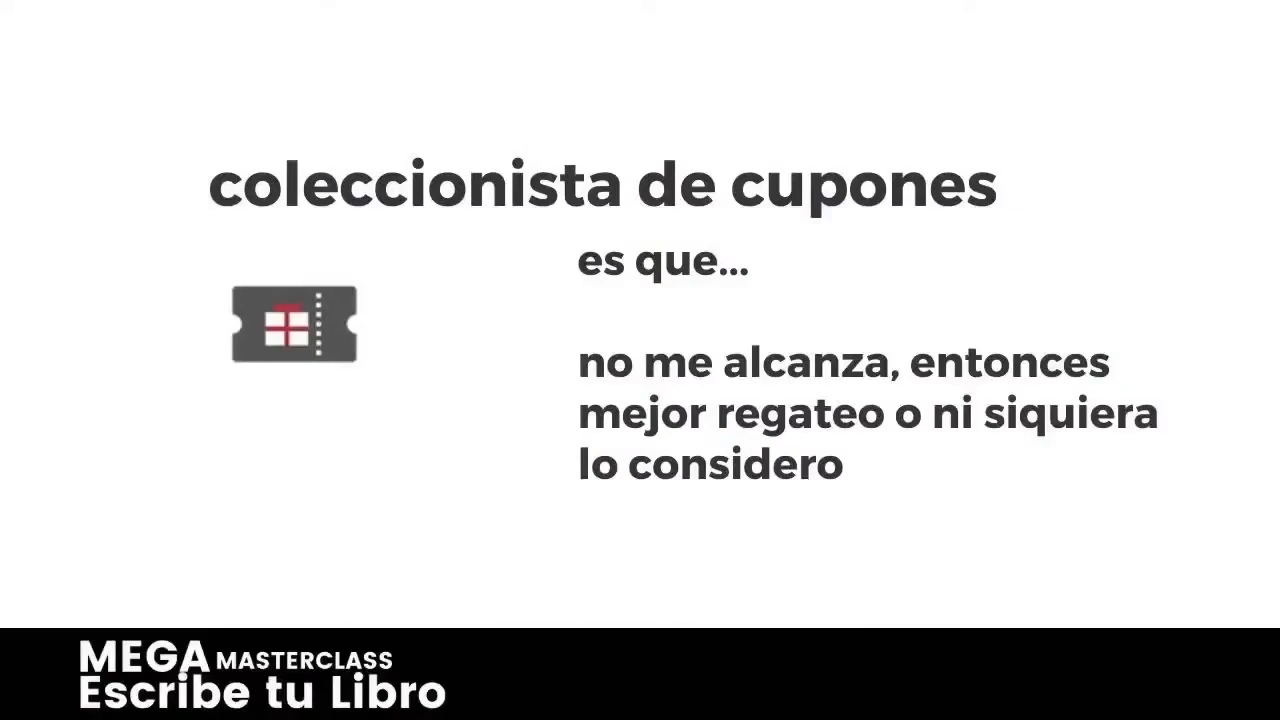 coleccionista de cupones
es que...
no me alcanza, entonces
mejor regateo o ni siquiera
lo considero
MEGA MASTERCLASS
Escribe tu Libro